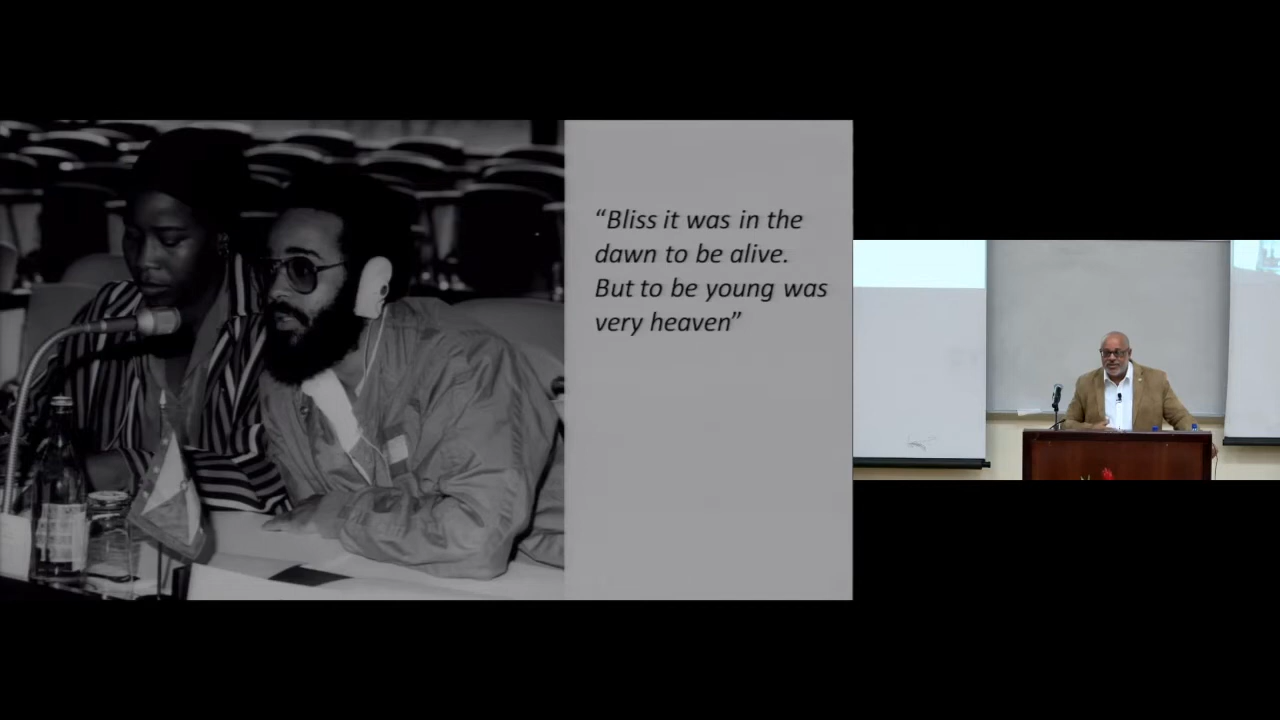 “Bliss it was in the
dawn to be alive.
But to be young was
very heaven”